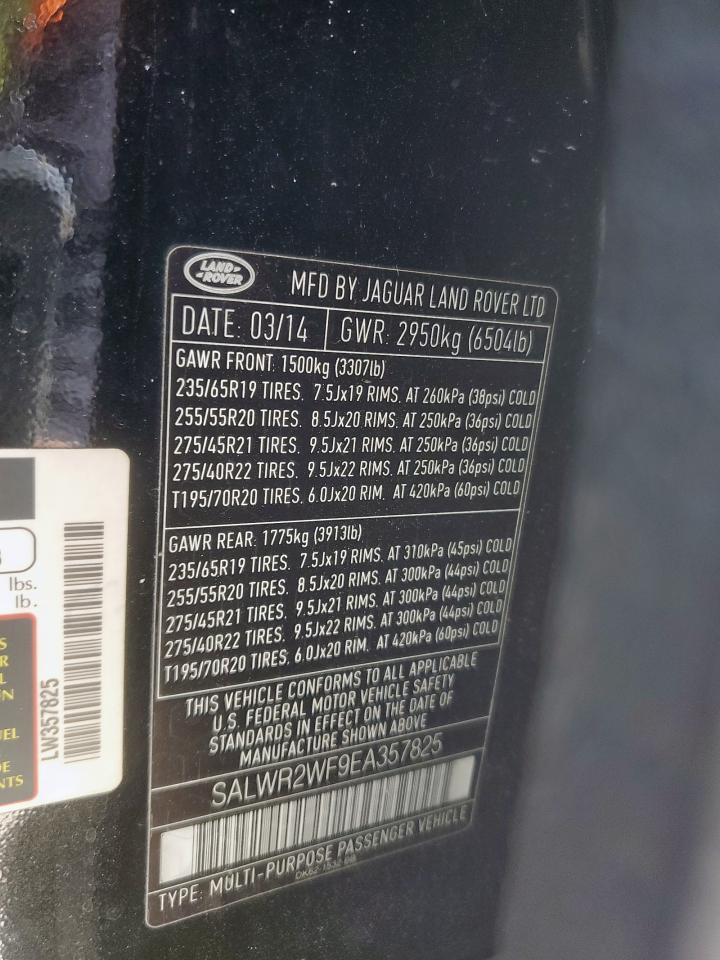 LAND ROVER
MFD BY JAGUAR LAND ROVER LTD
DATE: 03/14 GWR: 2950kg (6504lb)
GAWR FRONT: 1500kg (3307lb)
235/65R19 TIRES, 7.5Jx19 RIMS, AT 260kPa (38psi) COLD
255/55R20 TIRES, 8.5Jx20 RIMS, AT 250kPa (36psi) COLD
275/45R21 TIRES, 9.5Jx21 RIMS, AT 250kPa (36psi) COLD
275/40R22 TIRES, 9.5Jx22 RIMS, AT 250kPa (36psi) COLD
T195/70R20 TIRES, 6.0Jx20 RIM, AT 420kPa (60psi) COLD
GAWR REAR: 1775kg (3913lb)
235/65R19 TIRES, 7.5Jx19 RIMS, AT 310kPa (45psi) COLD
255/55R20 TIRES, 8.5Jx20 RIMS, AT 300kPa (44psi) COLD
275/45R21 TIRES, 9.5Jx21 RIMS, AT 300kPa (44psi) COLD
275/40R22 TIRES, 9.5Jx22 RIMS, AT 300kPa (44psi) COLD
T195/70R20 TIRES, 6.0Jx20 RIM, AT 420kPa (60psi) COLD
THIS VEHICLE CONFORMS TO ALL APPLICABLE
U.S. FEDERAL MOTOR VEHICLE SAFETY
STANDARDS IN EFFECT ON THE DATE OF
MANUFACTURE SHOWN ABOVE
SALWR2WF9EA357825
TYPE: MULTI-PURPOSE PASSENGER VEHICLE
lbs.
lb.
LW357825